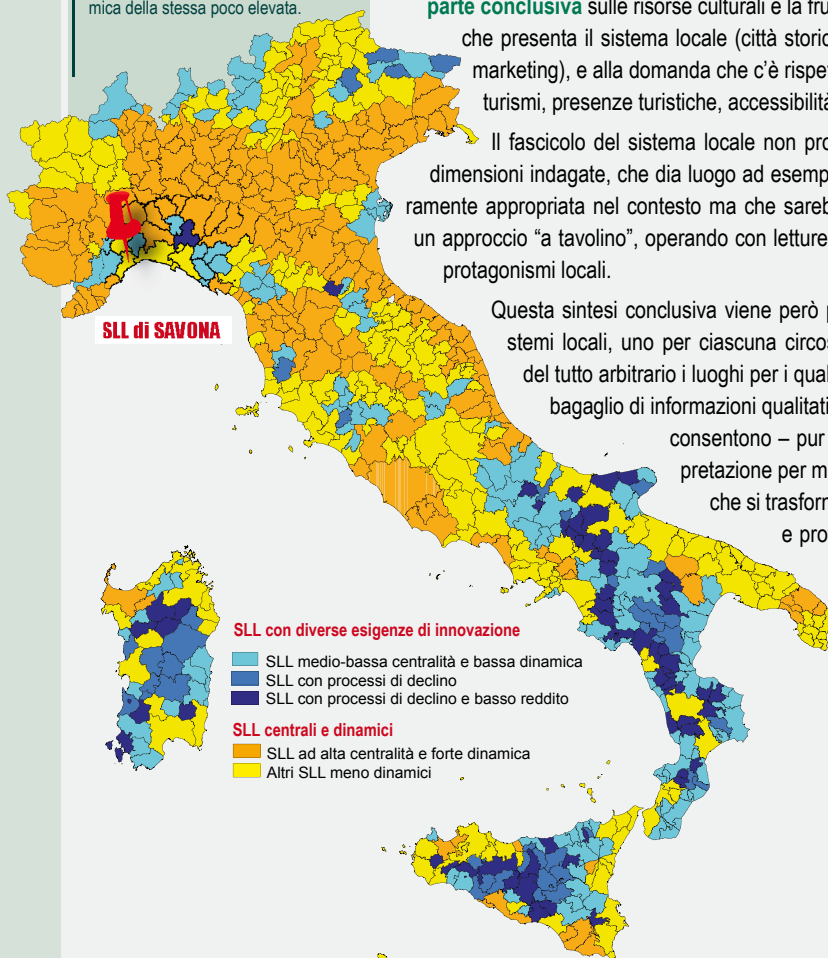 mica della stessa poco elevata.
parte conclusiva sulle risorse culturali e la fru
che presenta il sistema locale (città storic
marketing), e alla domanda che c'è rispet
turismi, presenze turistiche, accessibilità
Il fascicolo del sistema locale non pro
dimensioni indagate, che dia luogo ad esemp
ramente appropriata nel contesto ma che sareb
un approccio "a tavolino", operando con letture
protagonismi locali.
Questa sintesi conclusiva viene però p
stemi locali, uno per ciascuna circos
del tutto arbitrario i luoghi per i qual
bagaglio di informazioni qualitati
consentono – pur
pretazione per m
che si trasform
e pro
SLL di SAVONA
SLL con diverse esigenze di innovazione
SLL medio-bassa centralità e bassa dinamica
SLL con processi di declino
SLL con processi di declino e basso reddito
SLL centrali e dinamici
SLL ad alta centralità e forte dinamica
Altri SLL meno dinamici